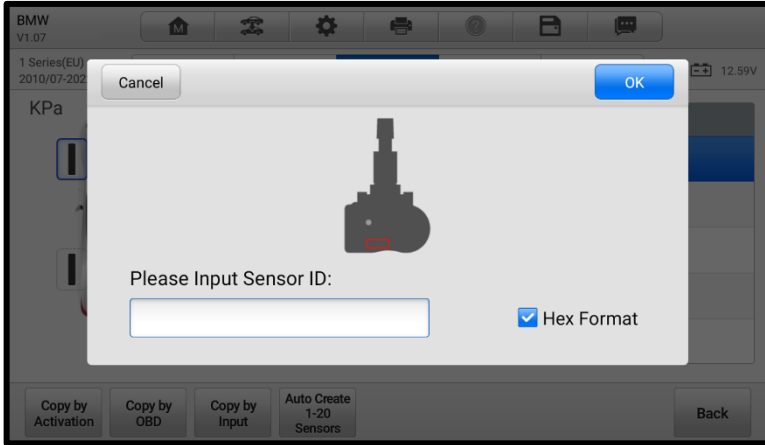 BMW
V1.07
M
?
1 Series(EU)
2010/07-202
12.59V
Cancel
OK
KPa
Please Input Sensor ID:
Hex Format
Copy by
Activation
Copy by
OBD
Copy by
Input
Auto Create
1-20
Sensors
Back